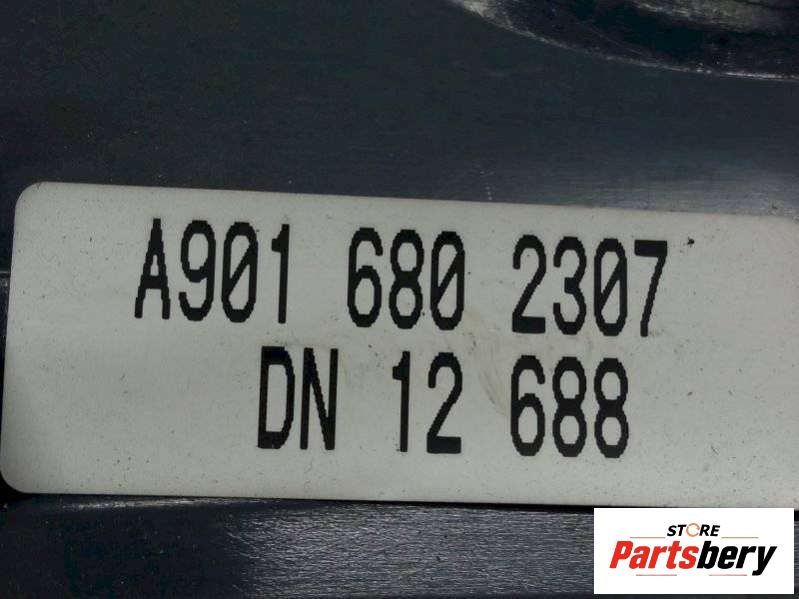 A901 680 2307
DN 12 688
STORE
Partsbery